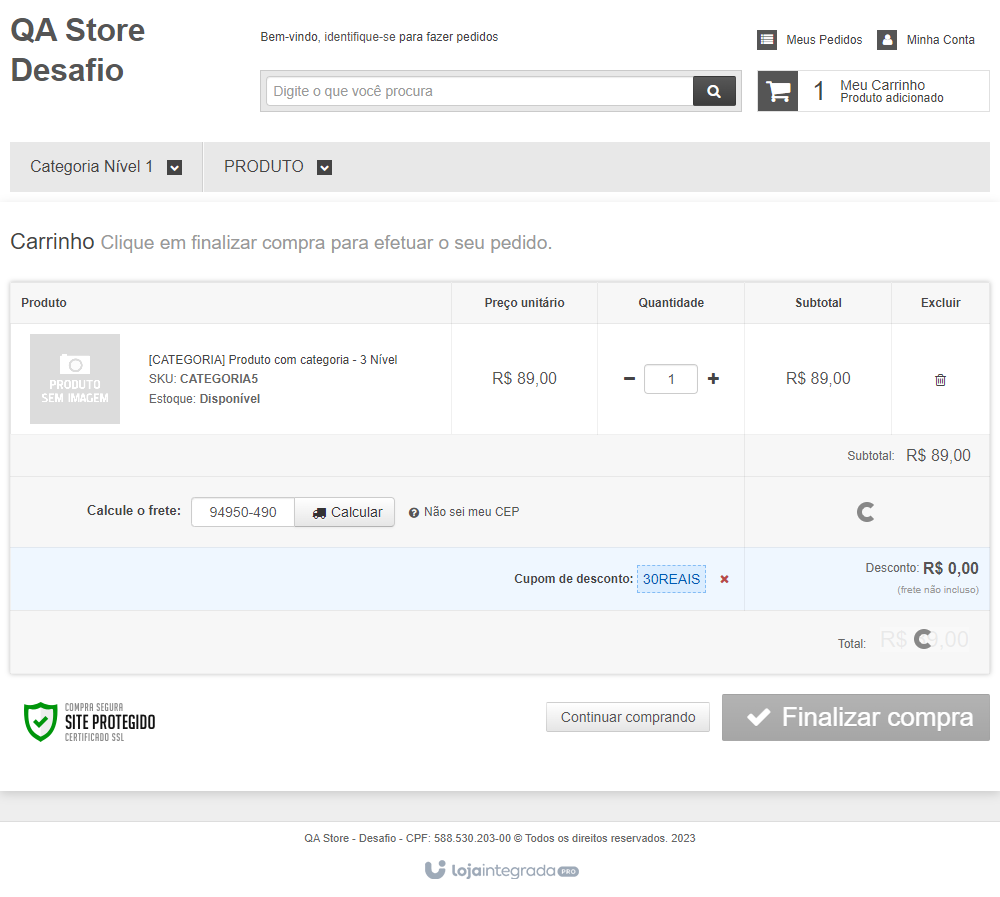 QA Store
Desafio
Bem-vindo, identifique-se para fazer pedidos
Meus Pedidos
Minha Conta
Digite o que você procura
1
Meu Carrinho
Produto adicionado
Categoria Nível 1
PRODUTO
Carrinho Clique em finalizar compra para efetuar o seu pedido.
Produto
Preço unitário
Quantidade
Subtotal
Excluir
PRODUTO
SEM IMAGEM
[CATEGORIA] Produto com categoria - 3 Nível
SKU: CATEGORIA5
Estoque: Disponível
R$ 89,00
1
R$ 89,00
Subtotal: R$ 89,00
Calcule o frete:
94950-490
Calcular
Não sei meu CEP
Cupom de desconto: 30REAIS
Desconto: R$ 0,00
(frete não incluso)
Total: R$ 
COMPRA SEGURA
SITE PROTEGIDO
CERTIFICADO SSL
Continuar comprando
Finalizar compra
QA Store - Desafio - CPF: 588.530.203-00 © Todos os direitos reservados. 2023
lojaintegrada PRO